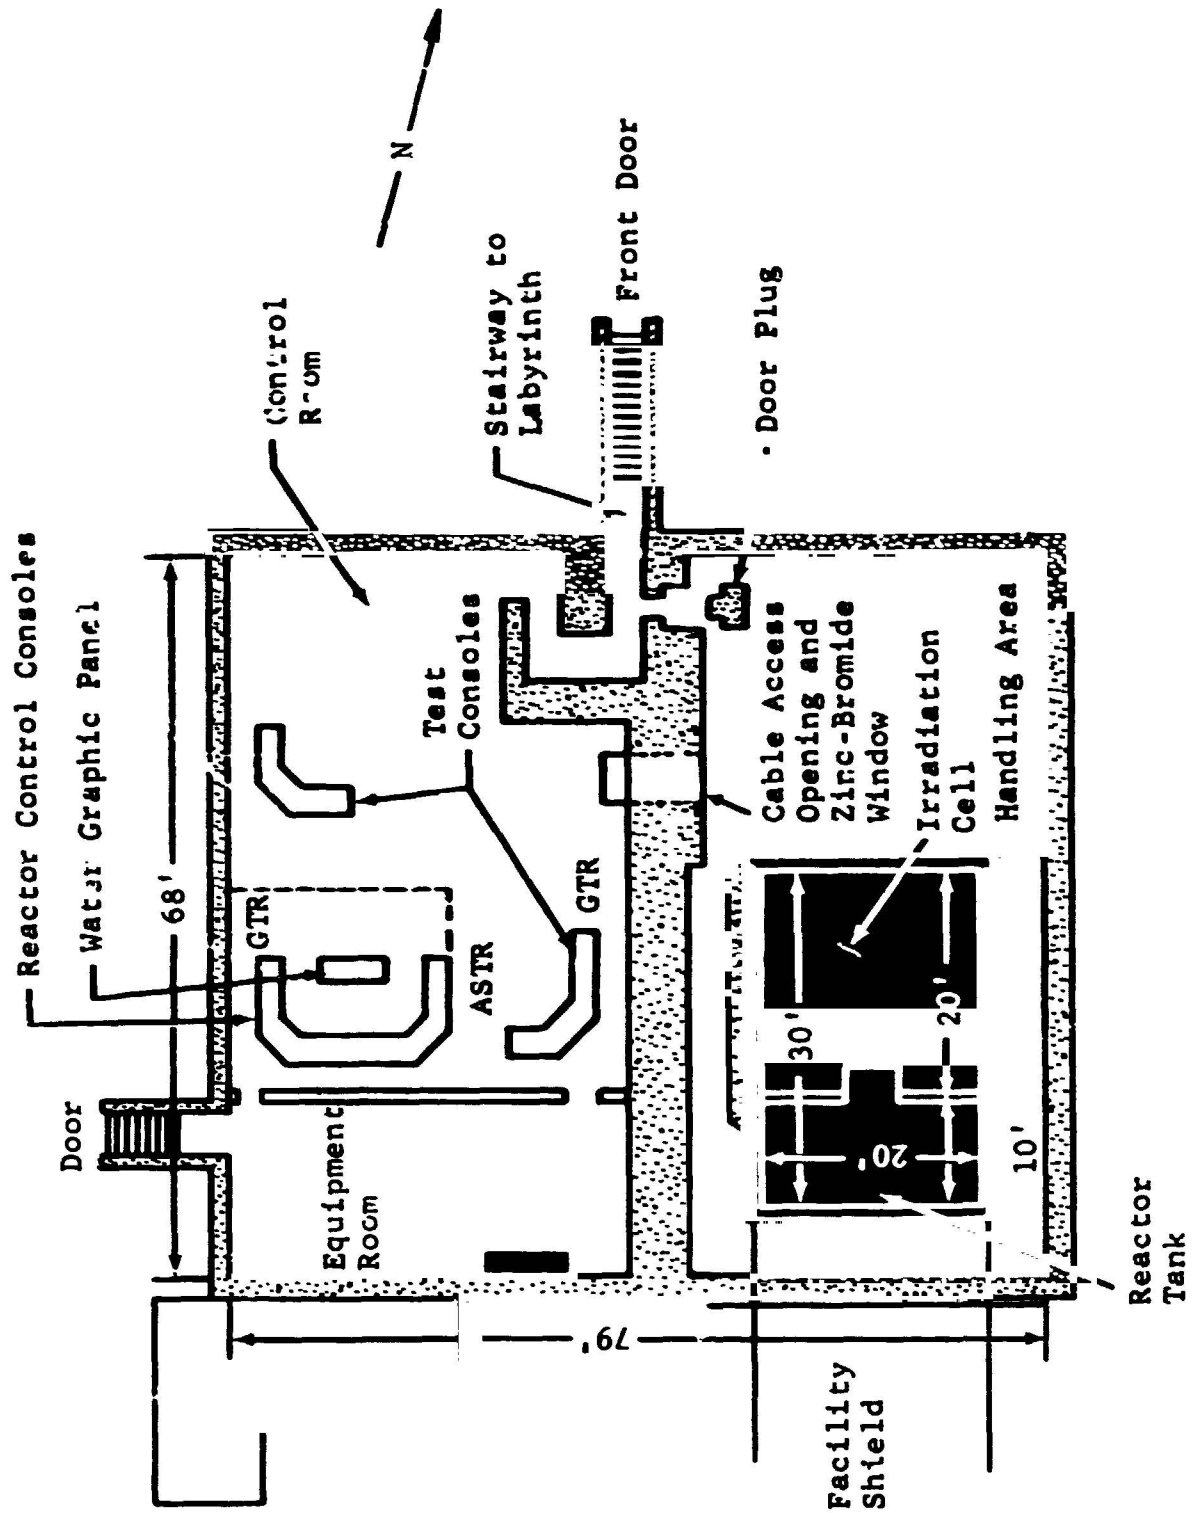 Reactor Control Consoles
Water Graphic Panel
Door
68'
N
Control
Room
Stairway to
Labyrinth
Front Door
Door Plug
GTR
ASTR
Test
Consoles
GTR
Equipment
Room
Cable Access
Opening and
Zinc-Bromide
Window
Irradiation
Cell
Handling Area
79'
30'
20'
20'
10'
Facility
Shield
Reactor
Tank